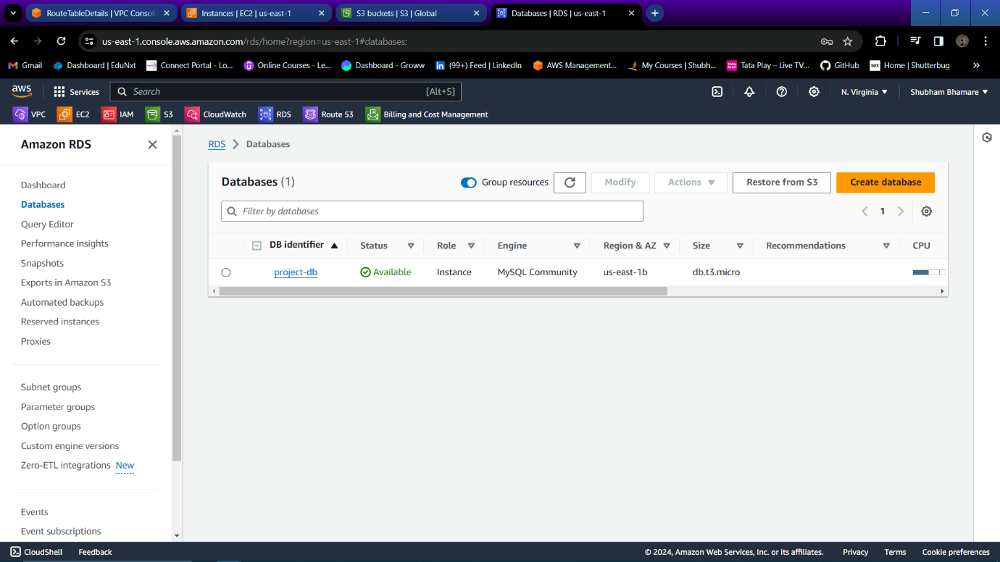 RouteTableDetails | VPC Consol
Instances | EC2 | us-east-1
S3 buckets | S3 | Global
Databases | RDS | us-east-1
us-east-1.console.aws.amazon.com/rds/home?region=us-east-1#databases:
Gmail
Dashboard | EduNxt
Connect Portal - Lo...
Online Courses - Le...
Dashboard - Groww
(99+) Feed | LinkedIn
AWS Management...
My Courses | Shubh...
Tata Play – Live TV...
GitHub
WIX
Home | Shutterbug
aws
Services
Search
[Alt+S]
N. Virginia
Shubham Bhamare
VPC
EC2
IAM
S3
CloudWatch
RDS
Route 53
Billing and Cost Management
Amazon RDS
Dashboard
Databases
Query Editor
Performance insights
Snapshots
Exports in Amazon S3
Automated backups
Reserved instances
Proxies
Subnet groups
Parameter groups
Option groups
Custom engine versions
Zero-ETL integrations New
Events
Event subscriptions
RDS > Databases
Databases (1)
Group resources
Modify
Actions
Restore from S3
Create database
Filter by databases
1
DB identifier
Status
Role
Engine
Region & AZ
Size
Recommendations
CPU
project-db
Available
Instance
MySQL Community
us-east-1b
db.t3.micro
CloudShell
Feedback
© 2024, Amazon Web Services, Inc. or its affiliates.
Privacy
Terms
Cookie preferences